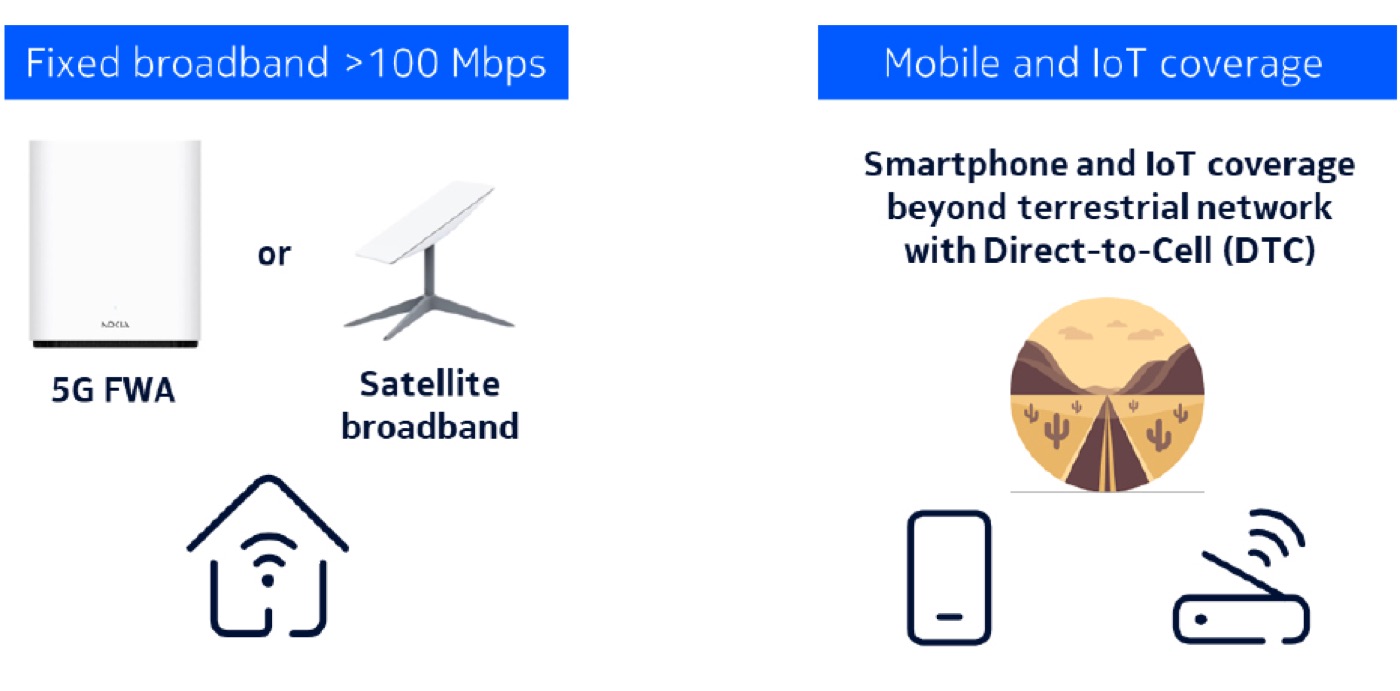 Fixed broadband >100 Mbps
NOKIA
or
5G FWA
Satellite
broadband
Mobile and IoT coverage
Smartphone and IoT coverage
beyond terrestrial network
with Direct-to-Cell (DTC)